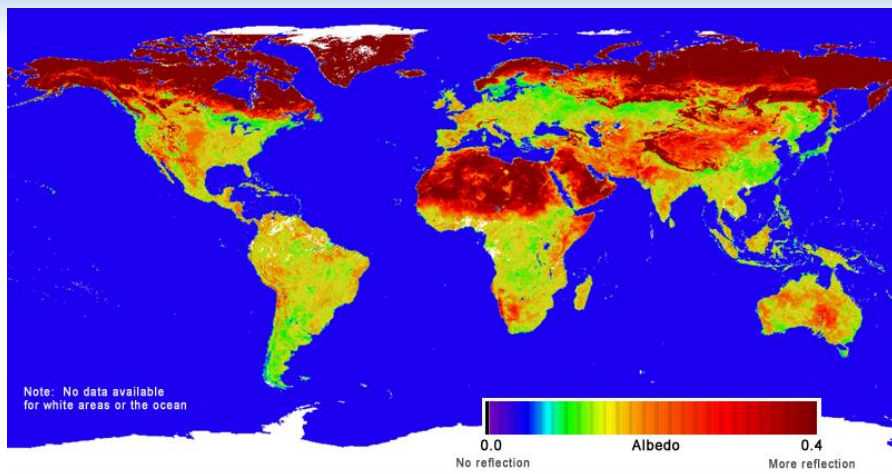 Note:  No data available
for white areas or the ocean
0.0 Albedo 0.4
No reflection More reflection